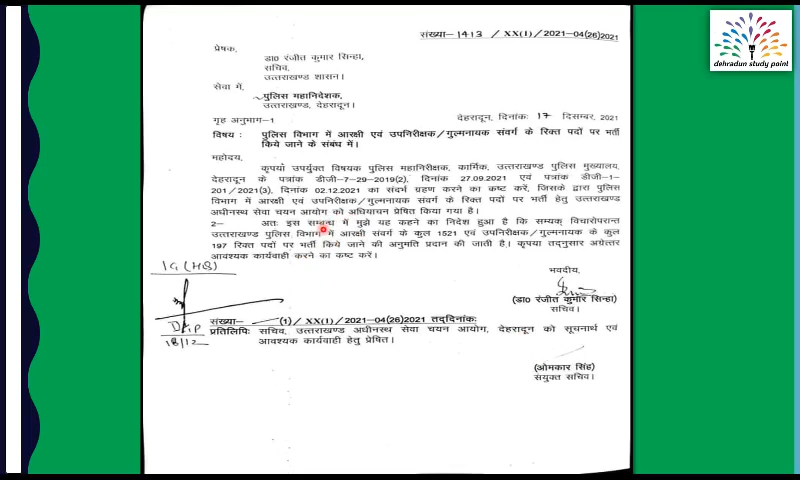 संख्या-1413 / XX(1)/2021-04(26)2021
dehradun study point
प्रेषक,
डा0 रंजीत कुमार सिन्हा,
सचिव,
उत्तराखण्ड शासन।
सेवा में,
पुलिस महानिदेशक,
उत्तराखण्ड, देहरादून।
गृह अनुभाग-1
देहरादून, दिनांकः 17 दिसम्बर, 2021
विषय : पुलिस विभाग में आरक्षी एवं उपनिरीक्षक/गुल्मनायक संवर्ग के रिक्त पदों पर भर्ती
किये जाने के संबंध में।
महोदय,
कृपया उपर्युक्त विषयक पुलिस महानिरीक्षक, कार्मिक, उत्तराखण्ड पुलिस मुख्यालय,
देहरादून के पत्रांक डीजी-7-29-2019(2), दिनांक 27.09.2021 एवं पत्रांक डीजी-1-
201/2021(3), दिनांक 02.12.2021 का संदर्भ ग्रहण करने का कष्ट करें, जिसके द्वारा पुलिस
विभाग में आरक्षी एवं उपनिरीक्षक/गुल्मनायक संवर्ग के रिक्त पदों पर भर्ती हेतु उत्तराखण्ड
अधीनस्थ सेवा चयन आयोग को अधियाचन प्रेषित किया गया है।
2- अतः इस सम्बन्ध में मुझे यह कहने का निदेश हुआ है कि सम्यक् विचारोपरान्त
उत्तराखण्ड पुलिस विभाग में आरक्षी संवर्ग के कुल 1521 एवं उपनिरीक्षक/गुल्मनायक के कुल
197 रिक्त पदों पर भर्ती किये जाने की अनुमति प्रदान की जाती है। कृपया तद्नुसार अग्रेत्तर
आवश्यक कार्यवाही करने का कष्ट करें।
IG (HQ)
भवदीय,
(डा0 रंजीत कुमार सिन्हा)
सचिव।
संख्या- (1)/ XX(1)/2021-04(26)2021 तद्दिनांकः
प्रतिलिपिः सचिव, उत्तराखण्ड अधीनस्थ सेवा चयन आयोग, देहरादून को सूचनार्थ एवं
आवश्यक कार्यवाही हेतु प्रेषित।
18/12
(ओमकार सिंह)
संयुक्त सचिव।